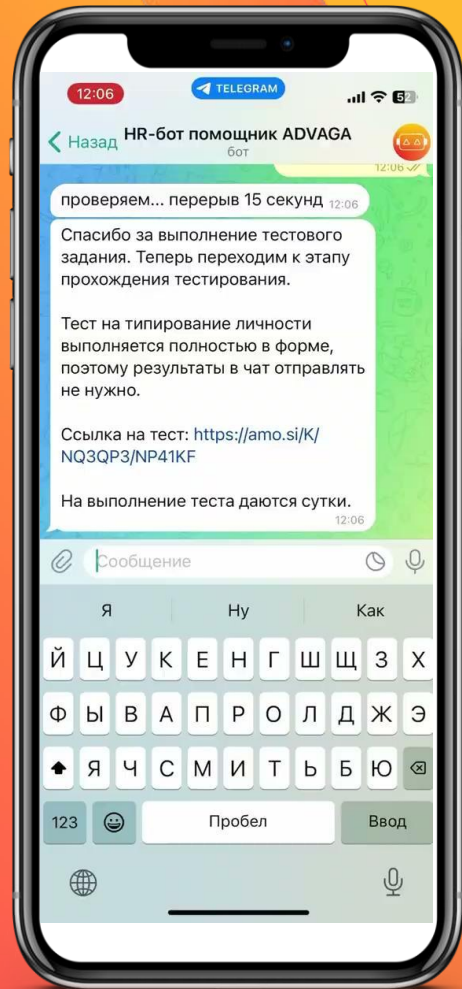 12:06
TELEGRAM
52
Назад
HR-бот помощник ADVAGA
бот
12:06
проверяем... перерыв 15 секунд 12:06
Спасибо за выполнение тестового
задания. Теперь переходим к этапу
прохождения тестирования.
Тест на типирование личности
выполняется полностью в форме,
поэтому результаты в чат отправлять
не нужно.
Ссылка на тест: https://amo.si/K/
NQ3QP3/NP41KF
На выполнение теста даются сутки.
12:06
Сообщение
Я Ну Как
Й Ц У К Е Н Г Ш Щ З Х
Ф Ы В А П Р О Л Д Ж Э
Я Ч С М И Т Ь Б Ю
123 Пробел Ввод